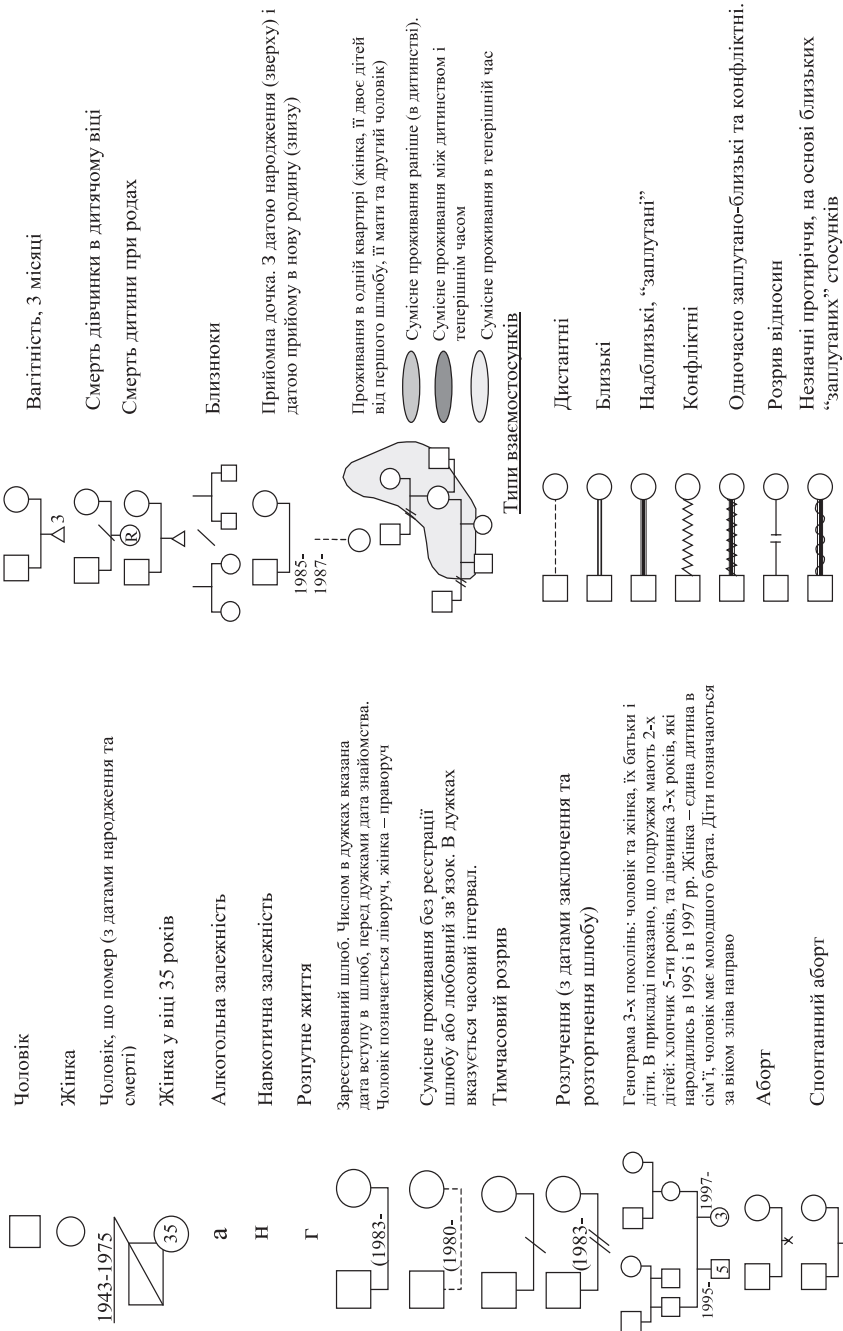 Чоловік
Жінка
1943-1975
Чоловік, що помер (з датами народження та
смерті)
35
Жінка у віці 35 років
а
Алкогольна залежність
н
Наркотична залежність
г
Розпутне життя
(1983-
Зареєстрований шлюб. Числом в дужках вказана
дата вступу в шлюб, перед дужками дата знайомства.
Чоловік позначається ліворуч, жінка – праворуч
(1980-
Сумісне проживання без реєстрації
шлюбу або любовний зв’язок. В дужках
вказується часовий інтервал.
Тимчасовий розрив
(1983-
Розлучення (з датами заключення та
розторгнення шлюбу)
1995-
5
3
1997-
Генограма 3-х поколінь: чоловік та жінка, їх батьки і
діти. В прикладі показано, що подружжя мають 2-х
дітей: хлопчик 5-ти років, та дівчинка 3-х років, які
народились в 1995 і в 1997 рр. Жінка – єдина дитина в
сім’ї, чоловік має молодшого брата. Діти позначаються
за віком зліва направо
Аборт
Спонтанний аборт
3
Вагітність, 3 місяці
R
Смерть дівчинки в дитячому віці
Смерть дитини при родах
Близнюки
1985-
1987-
Прийомна дочка. З датою народження (зверху) і
датою прийому в нову родину (знизу)
Проживання в одній квартирі (жінка, її двоє дітей
від першого шлюбу, її мати та другий чоловік)
Сумісне проживання раніше (в дитинстві).
Сумісне проживання між дитинством і
теперішнім часом
Сумісне проживання в теперішній час
Типи взаємостосунків
Дистантні
Близькі
Надблизькі, “заплутані”
Конфліктні
Одночасно заплутано-близькі та конфліктні.
Розрив відносин
Незначні протиріччя, на основі близьких
“заплутаних” стосунків